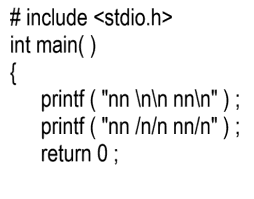 # include <stdio.h>
int main( )
{
printf ( "nn \n\n nn\n" ) ;
printf ( "nn /n/n nn/n" ) ;
return 0 ;